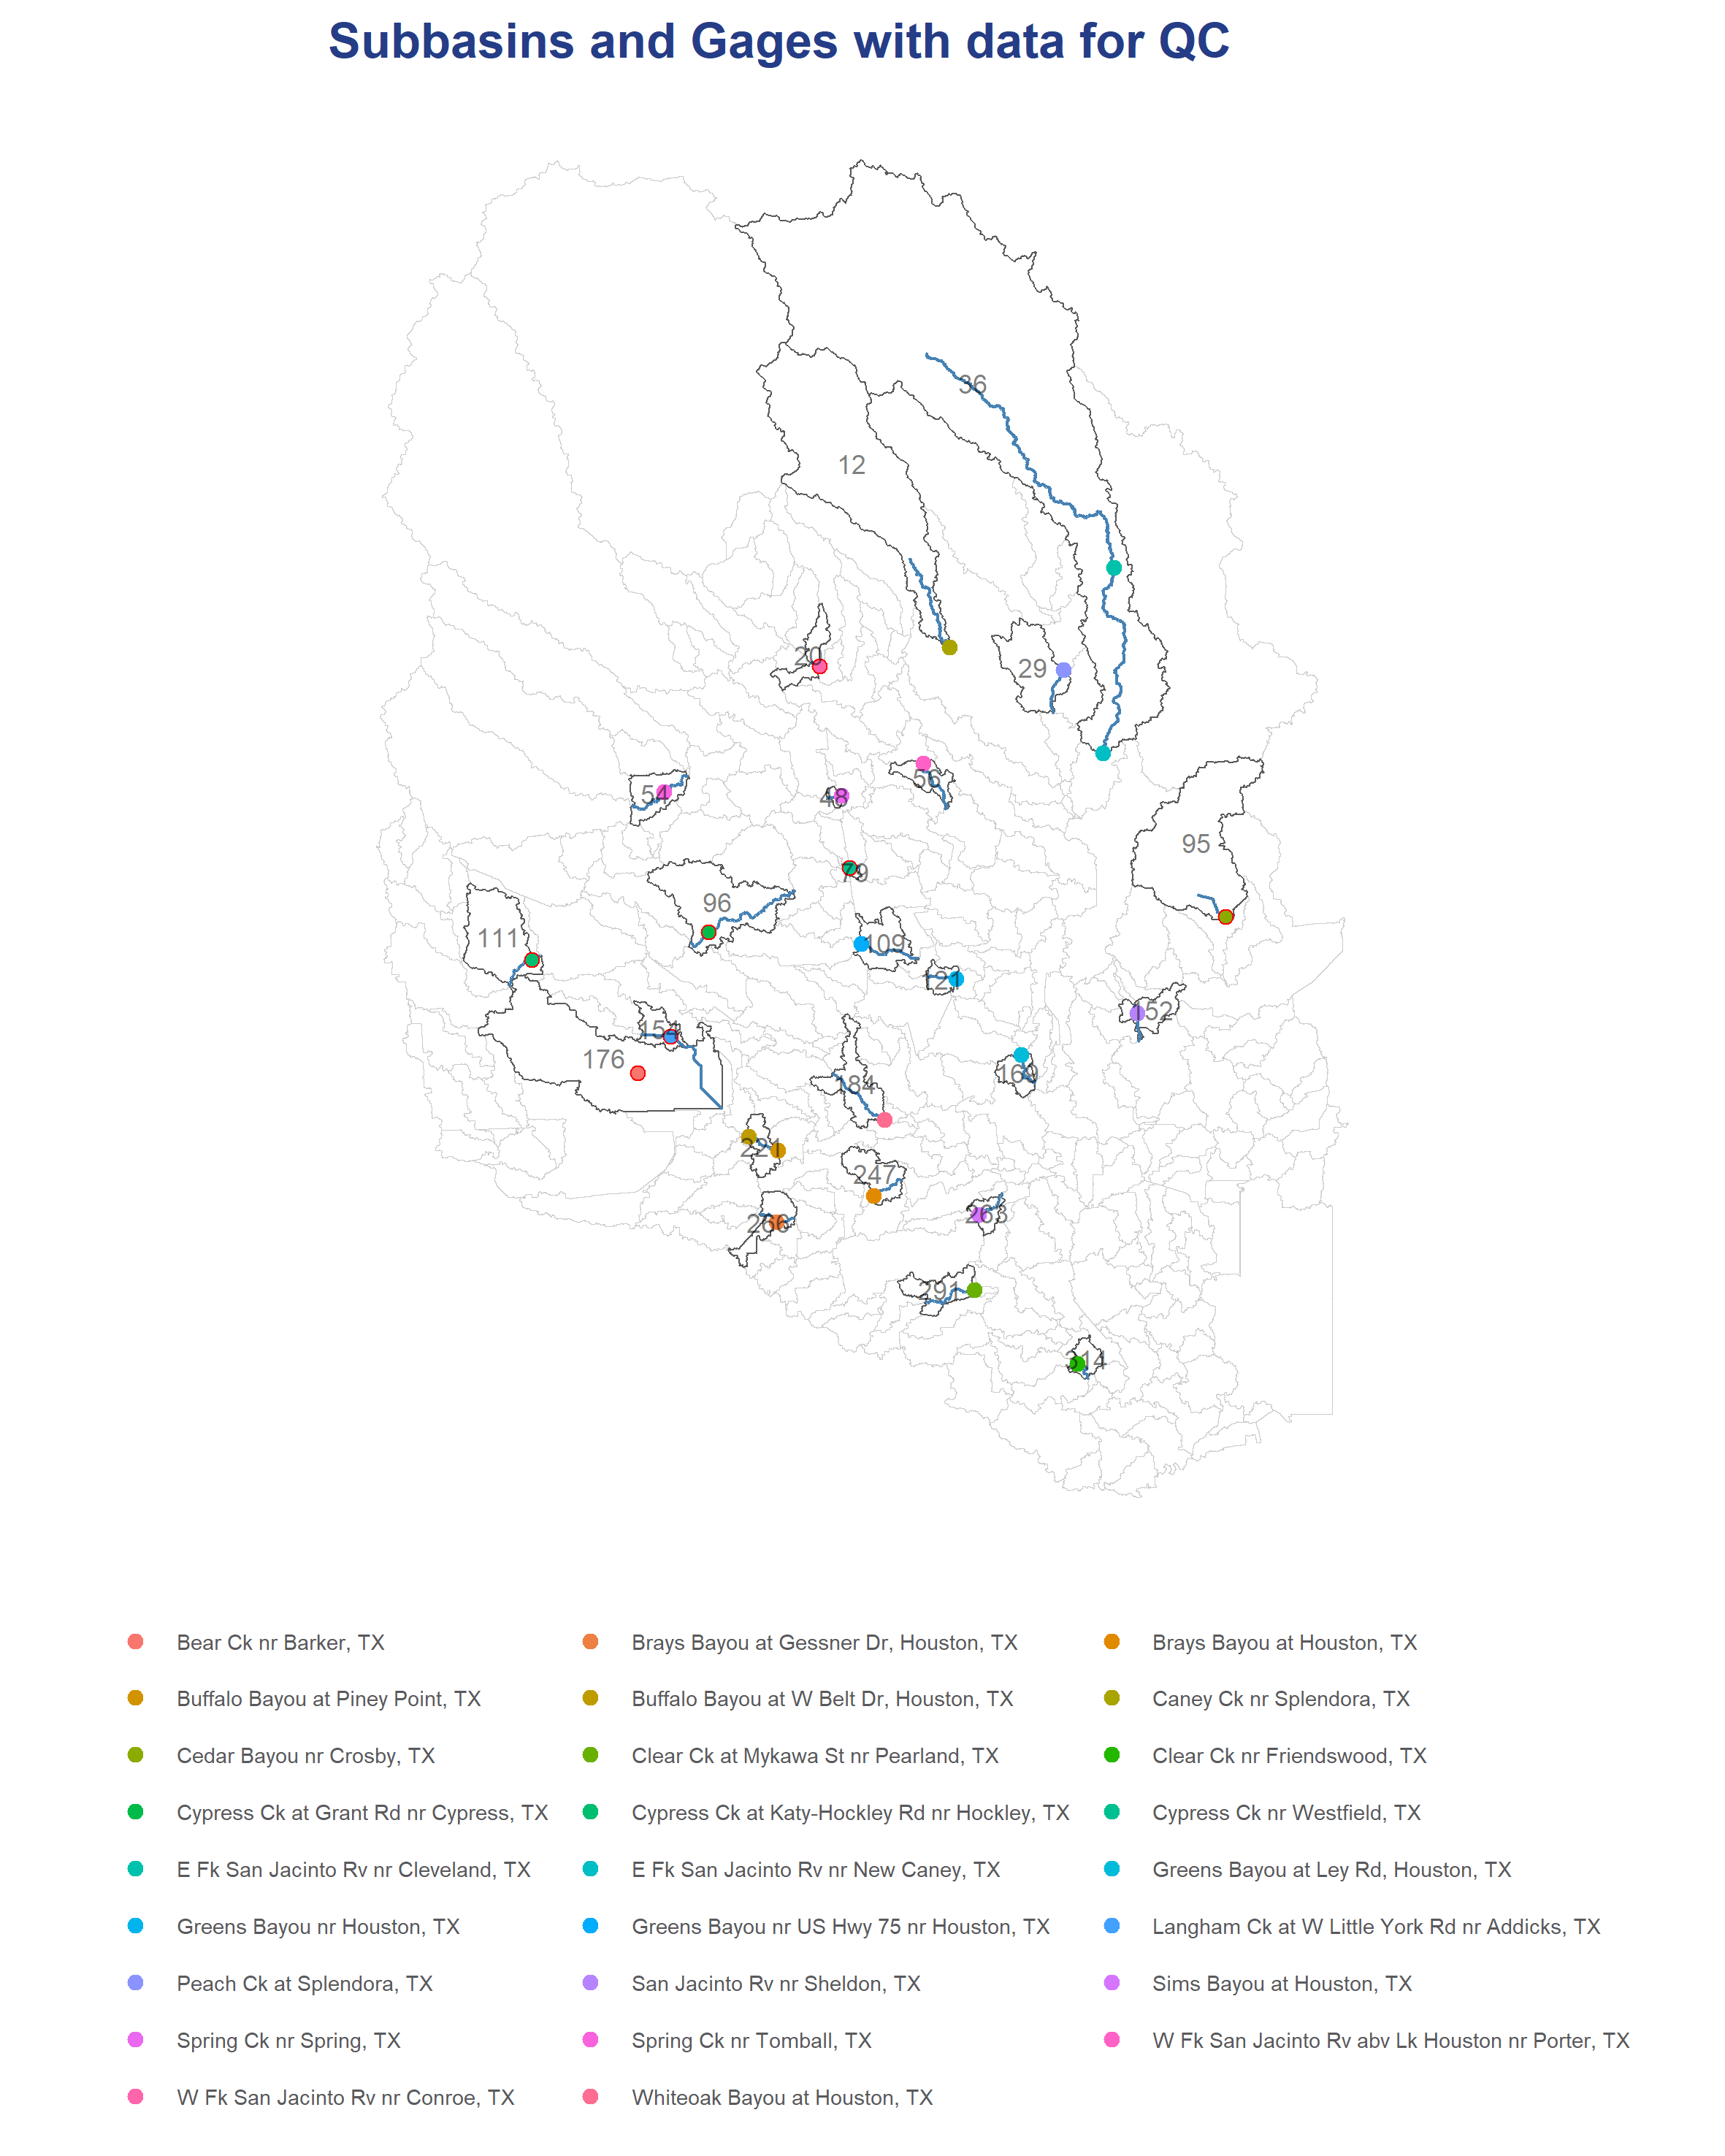 Subbasins and Gages with data for QC
36
12
20
29
54
48
56
79
95
96
109
111
121
152
154
176
184
169
221
247
266
263
291
314
Bear Ck nr Barker, TX
Brays Bayou at Gessner Dr, Houston, TX
Brays Bayou at Houston, TX
Buffalo Bayou at Piney Point, TX
Buffalo Bayou at W Belt Dr, Houston, TX
Caney Ck nr Splendora, TX
Cedar Bayou nr Crosby, TX
Clear Ck at Mykawa St nr Pearland, TX
Clear Ck nr Friendswood, TX
Cypress Ck at Grant Rd nr Cypress, TX
Cypress Ck at Katy-Hockley Rd nr Hockley, TX
Cypress Ck nr Westfield, TX
E Fk San Jacinto Rv nr Cleveland, TX
E Fk San Jacinto Rv nr New Caney, TX
Greens Bayou at Ley Rd, Houston, TX
Greens Bayou nr Houston, TX
Greens Bayou nr US Hwy 75 nr Houston, TX
Langham Ck at W Little York Rd nr Addicks, TX
Peach Ck at Splendora, TX
San Jacinto Rv nr Sheldon, TX
Sims Bayou at Houston, TX
Spring Ck nr Spring, TX
Spring Ck nr Tomball, TX
W Fk San Jacinto Rv abv Lk Houston nr Porter, TX
W Fk San Jacinto Rv nr Conroe, TX
Whiteoak Bayou at Houston, TX